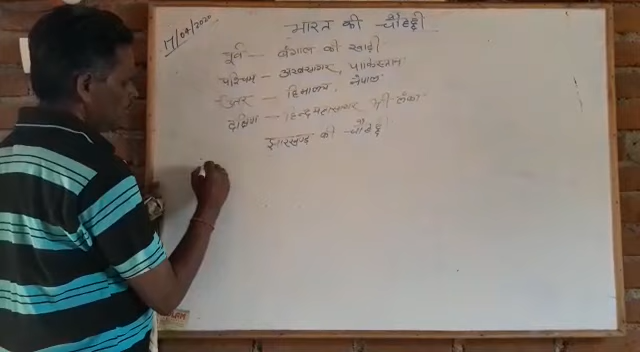 17/04/2020
भारत की चौहद्दी
पूर्व — बंगाल की खाड़ी
पश्चिम — अरबसागर, पाकिस्तान
उत्तर — हिमालय, नेपाल
दक्षिण — हिन्दमहासागर श्री लंका
झारखण्ड की चौहद्दी